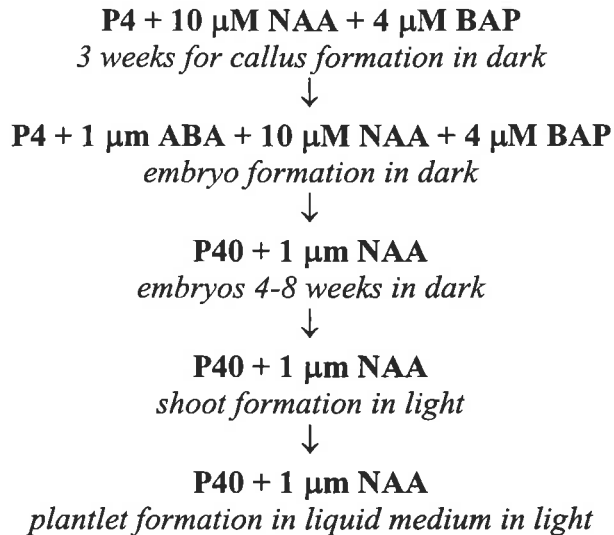 P4 + 10 μM NAA + 4 μM BAP
3 weeks for callus formation in dark
↓
P4 + 1 μm ABA + 10 μM NAA + 4 μM BAP
embryo formation in dark
↓
P40 + 1 μm NAA
embryos 4-8 weeks in dark
↓
P40 + 1 μm NAA
shoot formation in light
↓
P40 + 1 μm NAA
plantlet formation in liquid medium in light